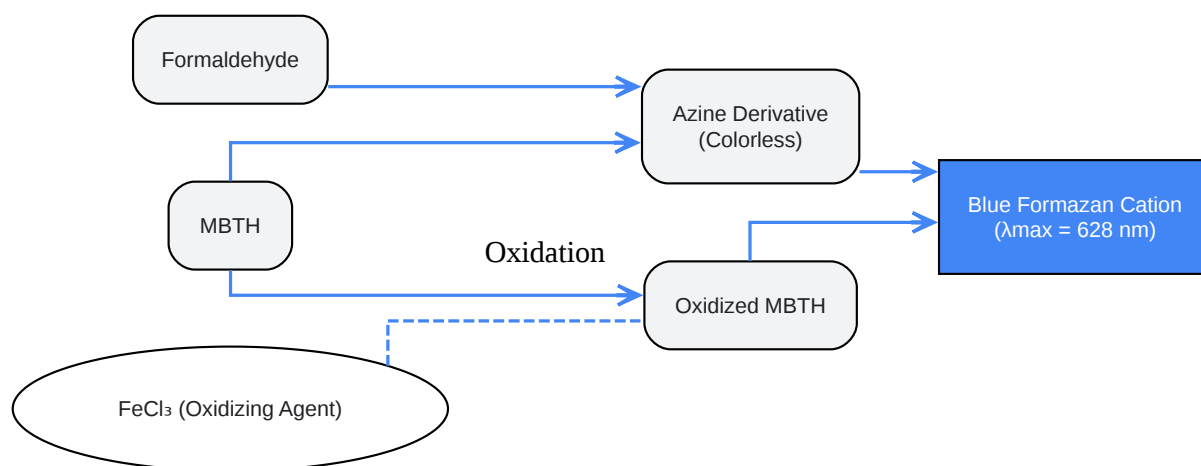 Formaldehyde
Azine Derivative
(Colorless)
MBTH
Blue Formazan Cation
(λmax = 628 nm)
Oxidation
Oxidized MBTH
FeCl₃ (Oxidizing Agent)